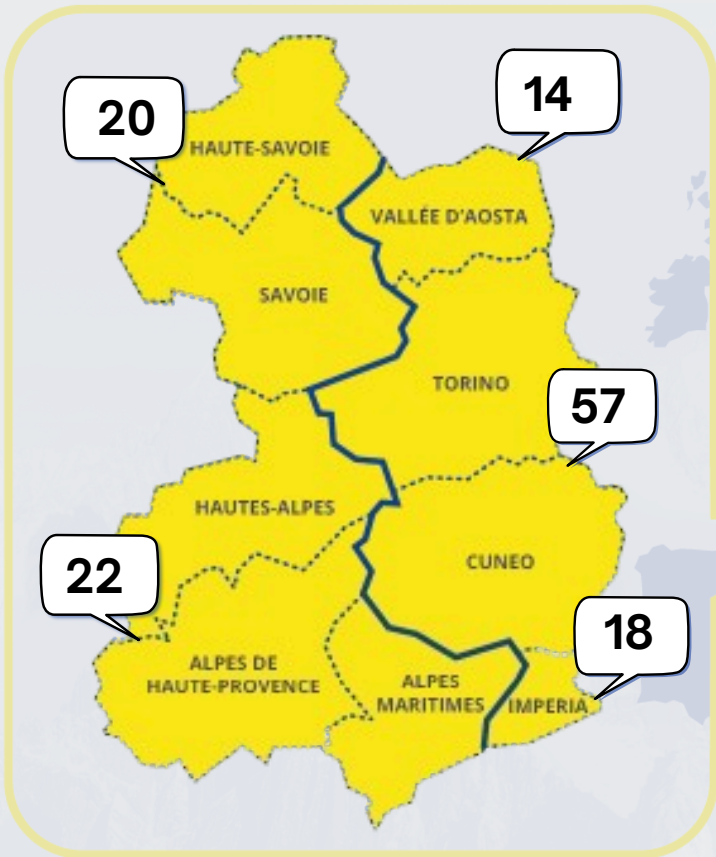 20
14
HAUTE-SAVOIE
VALLÉE D'AOSTA
SAVOIE
TORINO
57
HAUTES-ALPES
CUNEO
22
18
ALPES DE
HAUTE-PROVENCE
ALPES
MARITIMES
IMPERIA